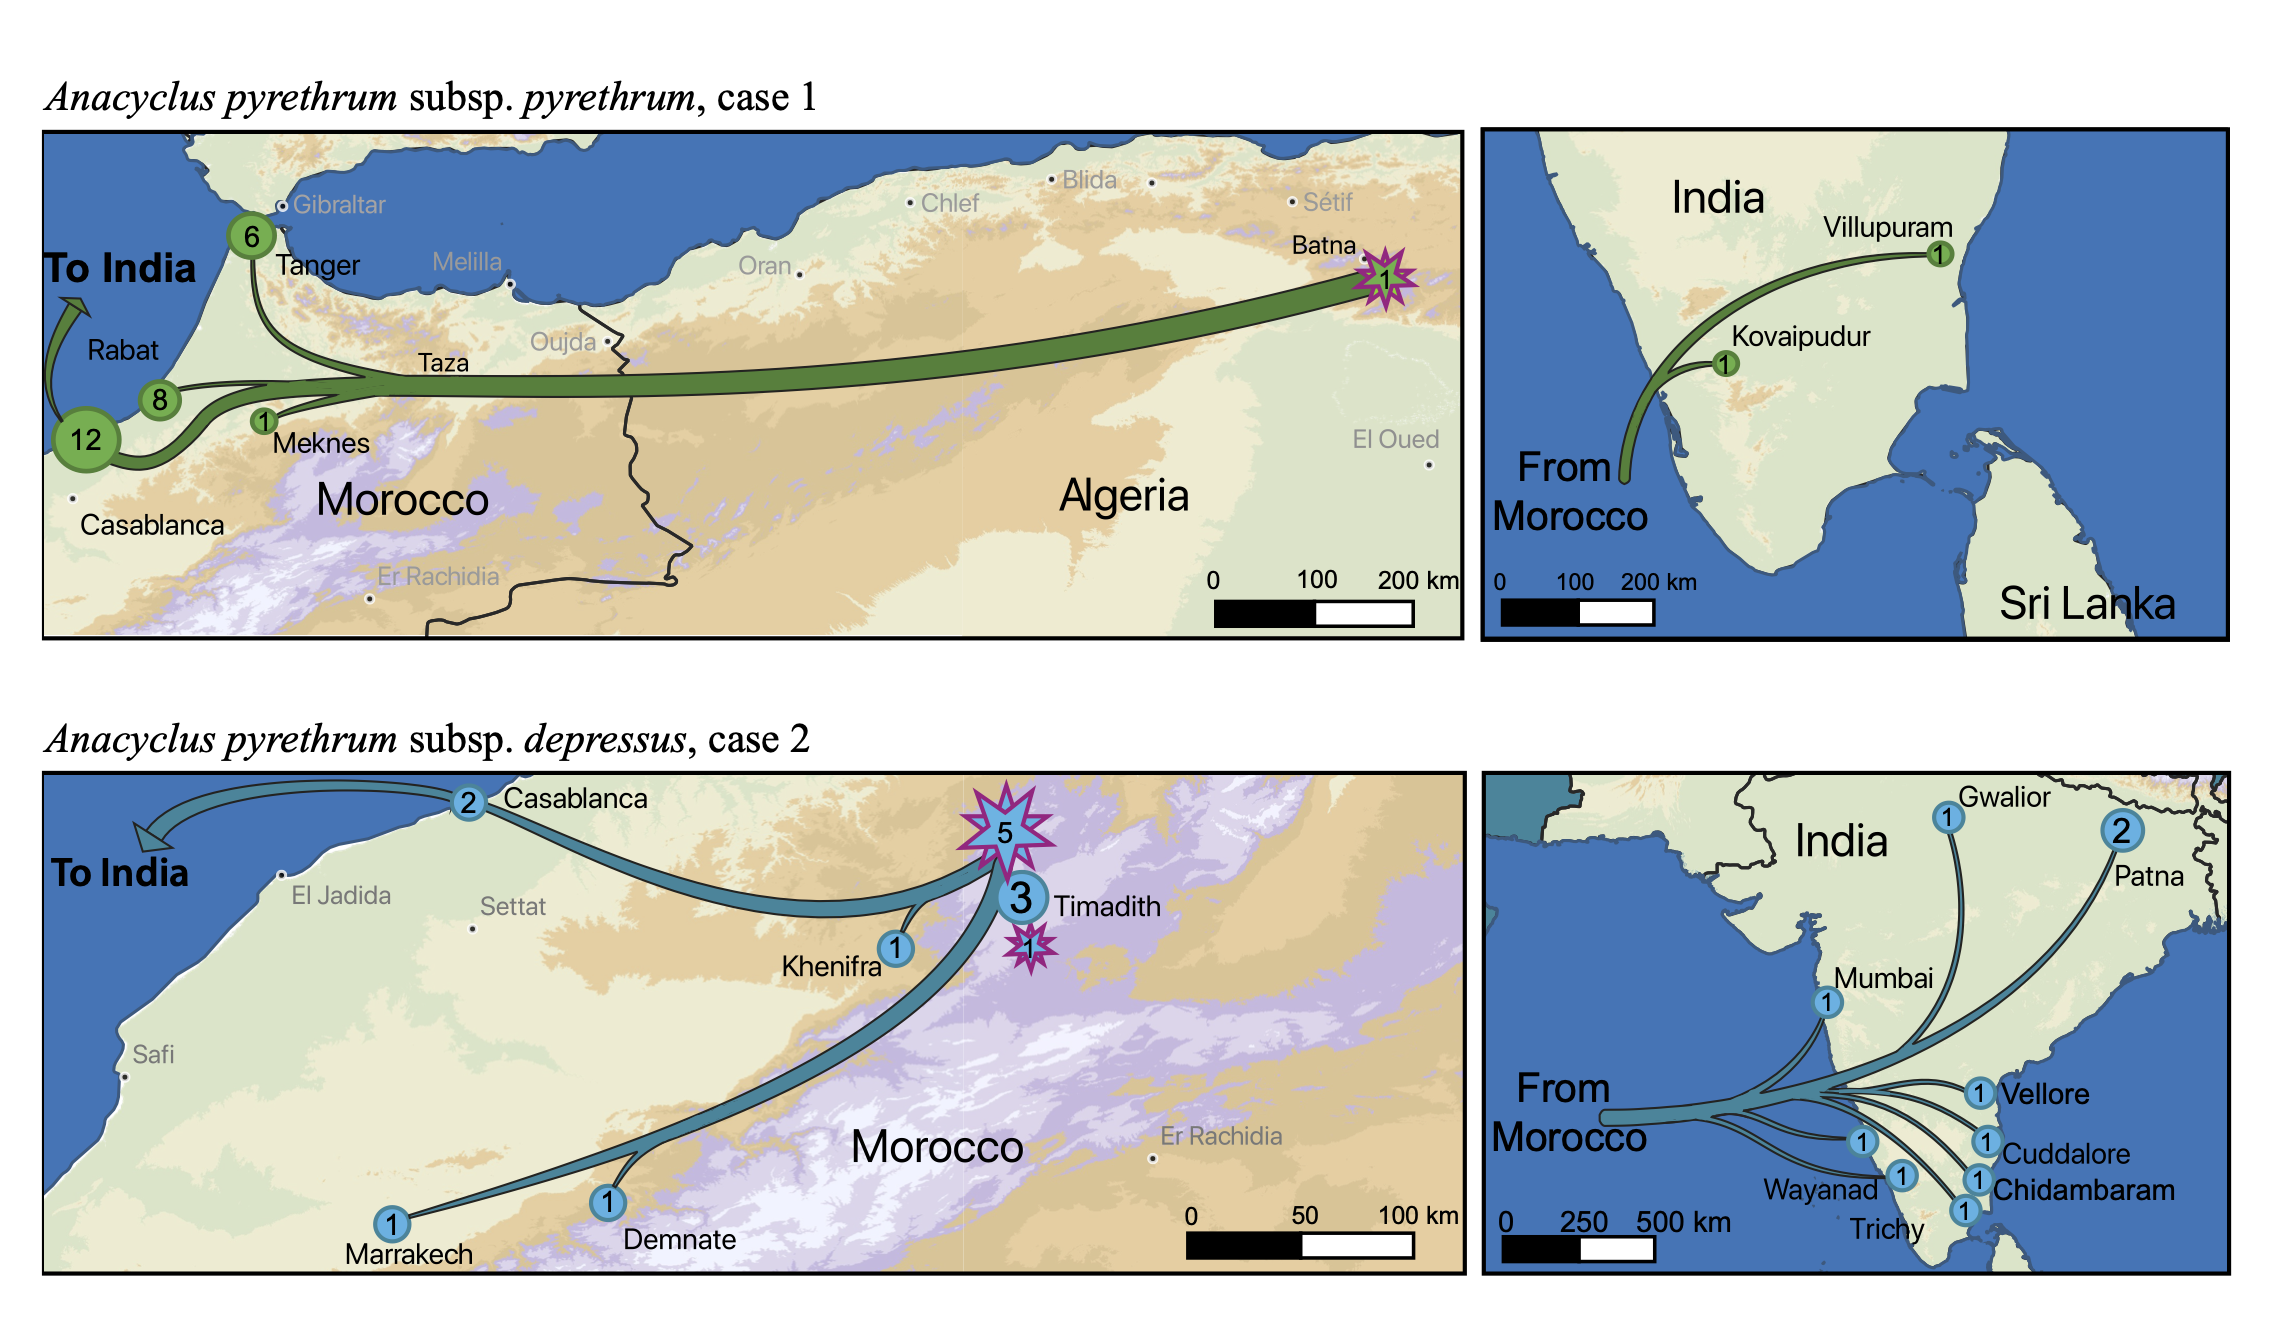 Anacyclus pyrethrum subsp. pyrethrum, case 1
Gibraltar
6
To India
Tanger
Melilla
Rabat
Taza
Oujda
8
12
1
Meknes
Morocco
Casablanca
Er Rachidia
Oran
Chlef
Blida
Sétif
Batna
1
El Oued
Algeria
0 100 200 km
India
Villupuram
1
Kovaipudur
1
From
Morocco
0 100 200 km
Sri Lanka
Anacyclus pyrethrum subsp. depressus, case 2
2
Casablanca
To India
El Jadida
Settat
5
3
Timadith
1
1
Khenifra
Safi
Morocco
Er Rachidia
1
Marrakech
1
Demnate
0 50 100 km
Gwalior
1
India
2
Patna
Mumbai
1
From
Morocco
1
Vellore
1
1
Cuddalore
1
Wayanad
1
Chidambaram
1
Trichy
0 250 500 km